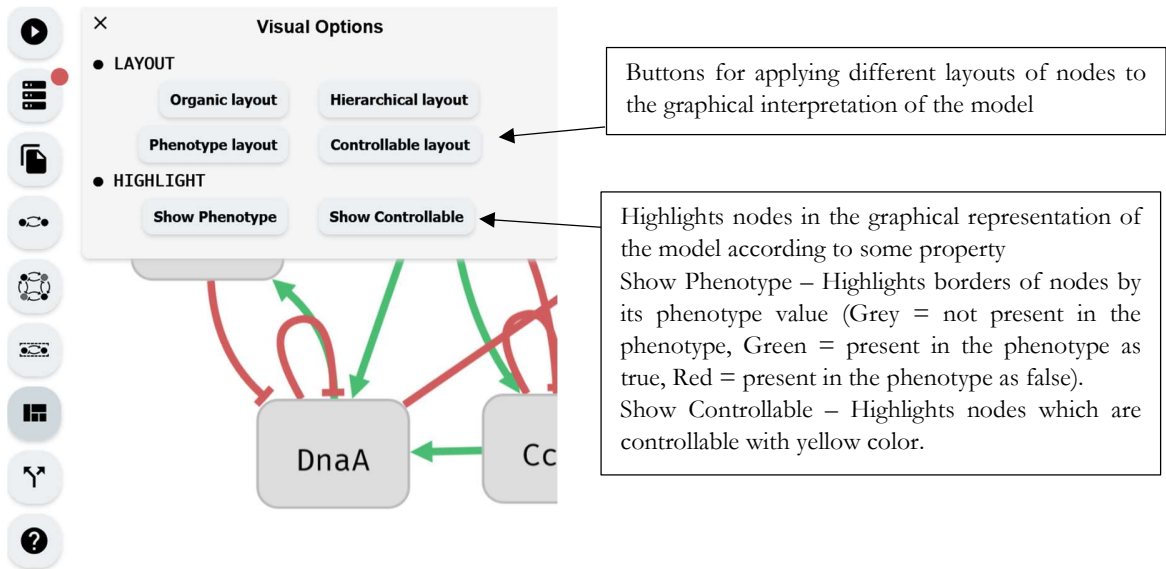 Visual Options
LAYOUT
Organic layout
Hierarchical layout
Phenotype layout
Controllable layout
HIGHLIGHT
Show Phenotype
Show Controllable
DnaA
Cc
Buttons for applying different layouts of nodes to
the graphical interpretation of the model
Highlights nodes in the graphical representation of
the model according to some property
Show Phenotype – Highlights borders of nodes by
its phenotype value (Grey = not present in the
phenotype, Green = present in the phenotype as
true, Red = present in the phenotype as false).
Show Controllable – Highlights nodes which are
controllable with yellow color.